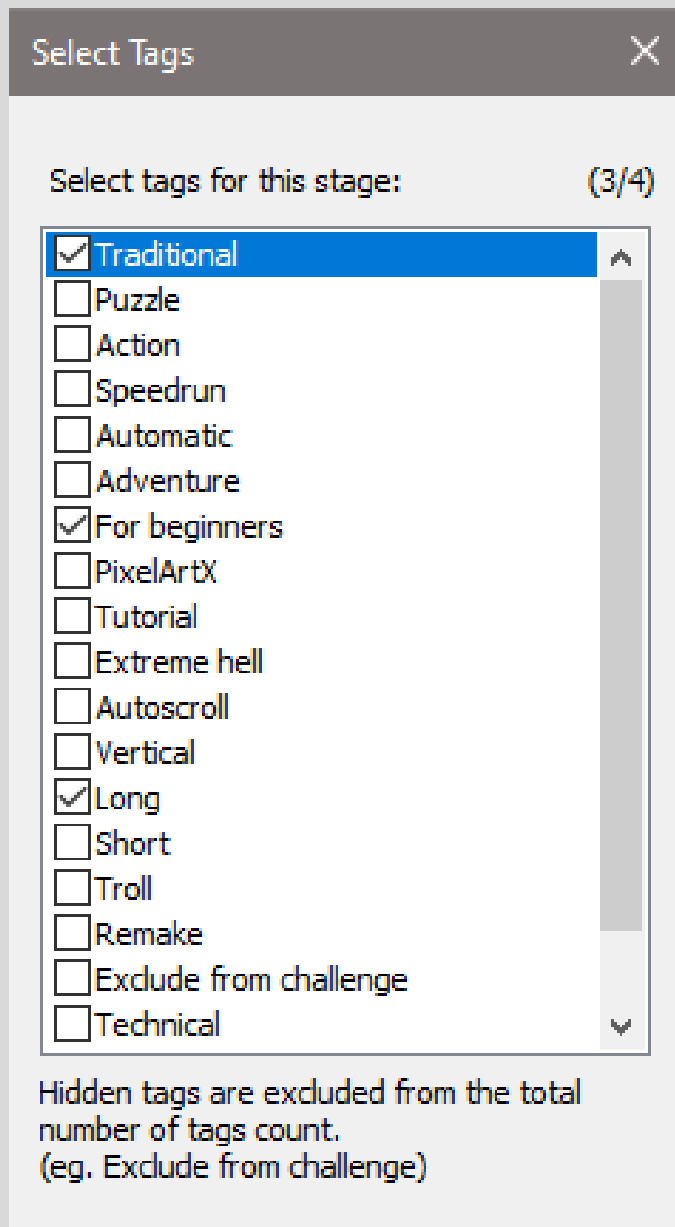 Select Tags
Select tags for this stage: (3/4)
Traditional
Puzzle
Action
Speedrun
Automatic
Adventure
For beginners
PixelArtX
Tutorial
Extreme hell
Autoscroll
Vertical
Long
Short
Troll
Remake
Exclude from challenge
Technical
Hidden tags are excluded from the total
number of tags count.
(eg. Exclude from challenge)